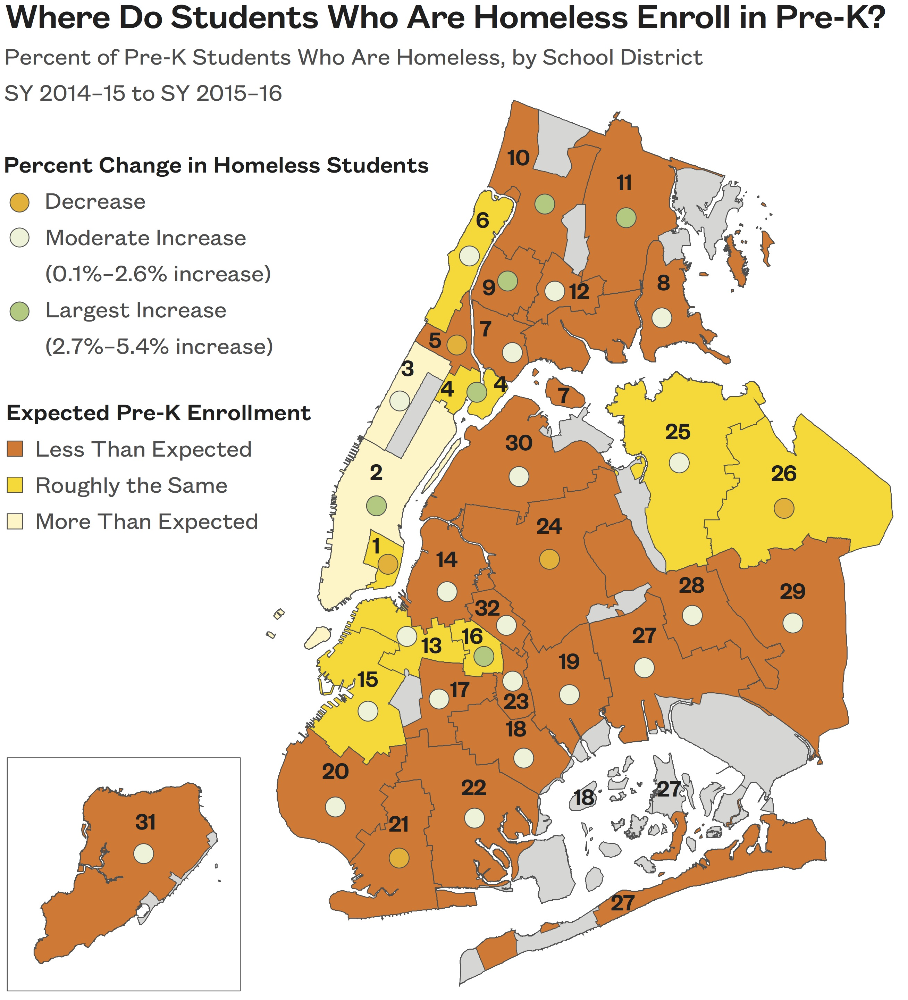 Where Do Students Who Are Homeless Enroll in Pre-K?
Percent of Pre-K Students Who Are Homeless, by School District
SY 2014–15 to SY 2015–16
Percent Change in Homeless Students
Decrease
Moderate Increase
(0.1%–2.6% increase)
Largest Increase
(2.7%–5.4% increase)
Expected Pre-K Enrollment
Less Than Expected
Roughly the Same
More Than Expected
10
11
6
8
9
12
7
5
3
4
4
7
25
30
2
26
24
1
14
28
29
32
16
27
13
19
15
17
23
18
20
22
18
27
21
31
27